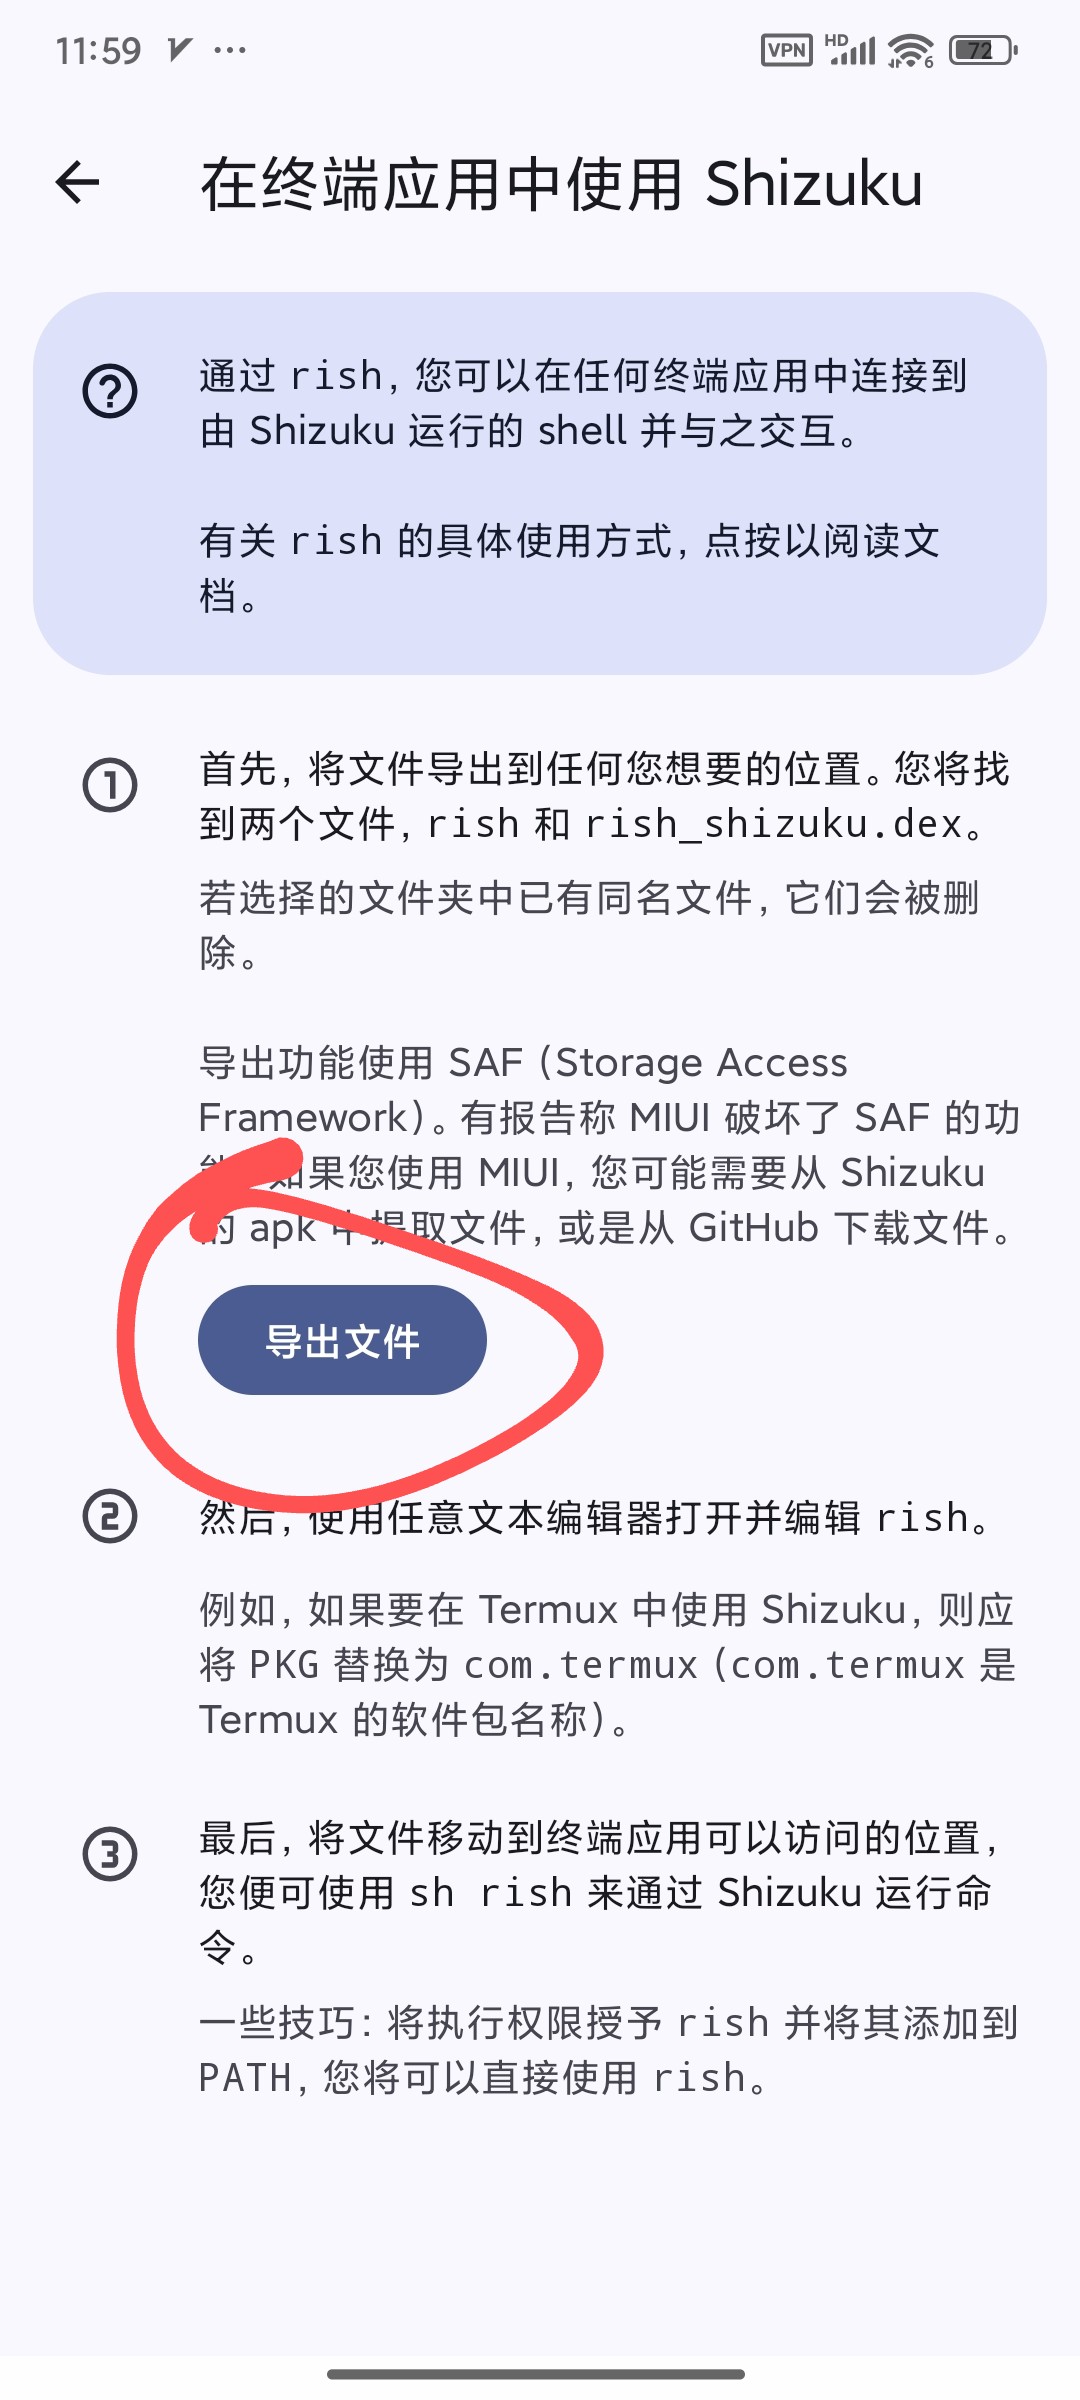 11:59
VPN HD 6 72
在终端应用中使用 Shizuku
通过 rish, 您可以在任何终端应用中连接到
由 Shizuku 运行的 shell 并与之交互。
有关 rish 的具体使用方式, 点按以阅读文
档。
1 首先, 将文件导出到任何您想要的位置。您将找
到两个文件, rish 和 rish_shizuku.dex。
若选择的文件夹中已有同名文件, 它们会被删
除。
导出功能使用 SAF (Storage Access
Framework)。有报告称 MIUI 破坏了 SAF 的功
能。如果您使用 MIUI, 您可能需要从 Shizuku
的 apk 中提取文件, 或是从 GitHub 下载文件。
导出文件
2 然后, 使用任意文本编辑器打开并编辑 rish。
例如, 如果要在 Termux 中使用 Shizuku, 则应
将 PKG 替换为 com.termux (com.termux 是
Termux 的软件包名称)。
3 最后, 将文件移动到终端应用可以访问的位置,
您便可使用 sh rish 来通过 Shizuku 运行命
令。
一些技巧: 将执行权限授予 rish 并将其添加到
PATH, 您将可以直接使用 rish。